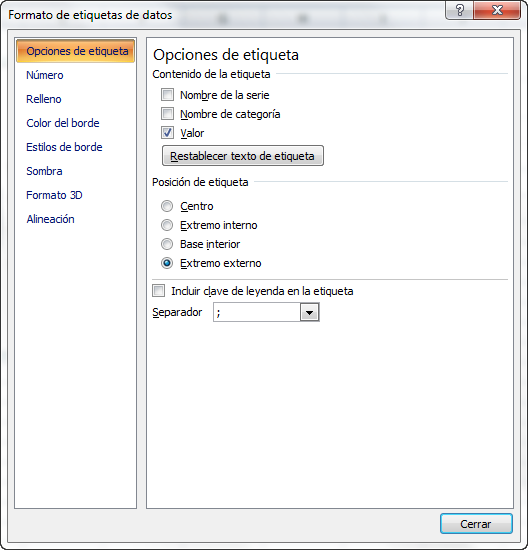 Formato de etiquetas de datos
?
Opciones de etiqueta
Número
Relleno
Color del borde
Estilos de borde
Sombra
Formato 3D
Alineación
Opciones de etiqueta
Contenido de la etiqueta
Nombre de la serie
Nombre de categoría
Valor
Restablecer texto de etiqueta
Posición de etiqueta
Centro
Extremo interno
Base interior
Extremo externo
Incluir clave de leyenda en la etiqueta
Separador ;
Cerrar